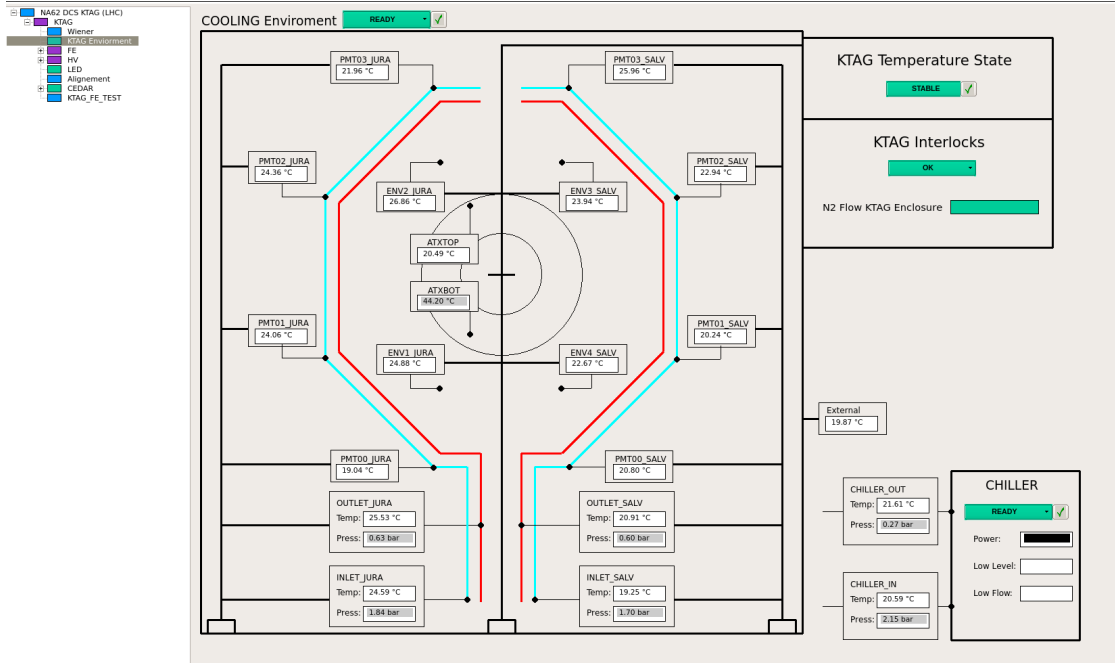 NA62 DCS KTAG (LHC)
KTAG
Wiener
KTAG Enviorment
FE
HV
LED
Alignement
CEDAR
KTAG_FE_TEST
COOLING Enviroment READY
PMT03_JURA
21.96 °C
PMT03_SALV
25.96 °C
KTAG Temperature State
STABLE
KTAG Interlocks
OK
N2 Flow KTAG Enclosure
PMT02_JURA
24.36 °C
PMT02_SALV
22.94 °C
ENV2_JURA
26.86 °C
ENV3_SALV
23.94 °C
ATXTOP
20.49 °C
ATXBOT
44.20 °C
PMT01_JURA
24.06 °C
PMT01_SALV
20.24 °C
ENV1_JURA
24.88 °C
ENV4_SALV
22.67 °C
External
19.87 °C
PMT00_JURA
19.04 °C
PMT00_SALV
20.80 °C
OUTLET_JURA
Temp: 25.53 °C
Press: 0.63 bar
OUTLET_SALV
Temp: 20.91 °C
Press: 0.60 bar
INLET_JURA
Temp: 24.59 °C
Press: 1.84 bar
INLET_SALV
Temp: 19.25 °C
Press: 1.70 bar
CHILLER_OUT
Temp: 21.61 °C
Press: 0.27 bar
CHILLER_IN
Temp: 20.59 °C
Press: 2.15 bar
CHILLER
READY
Power:
Low Level:
Low Flow: